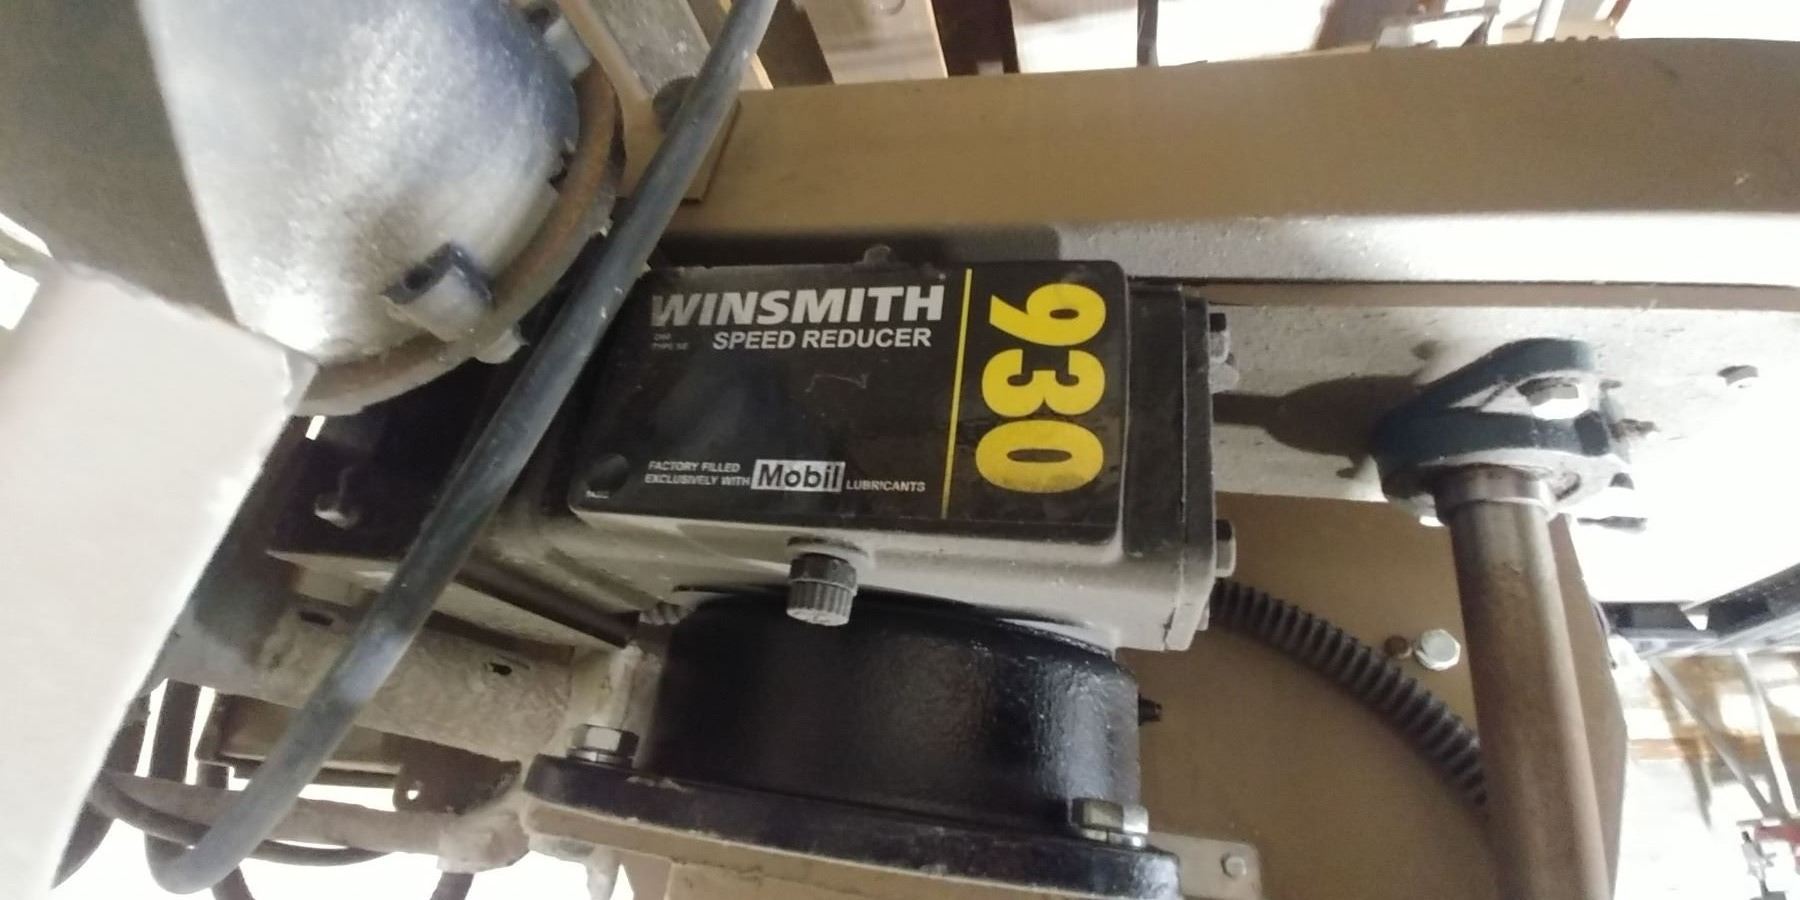 WINSMITH
SPEED REDUCER
930
FACTORY FILLED
EXCLUSIVELY WITH Mobil LUBRICANTS